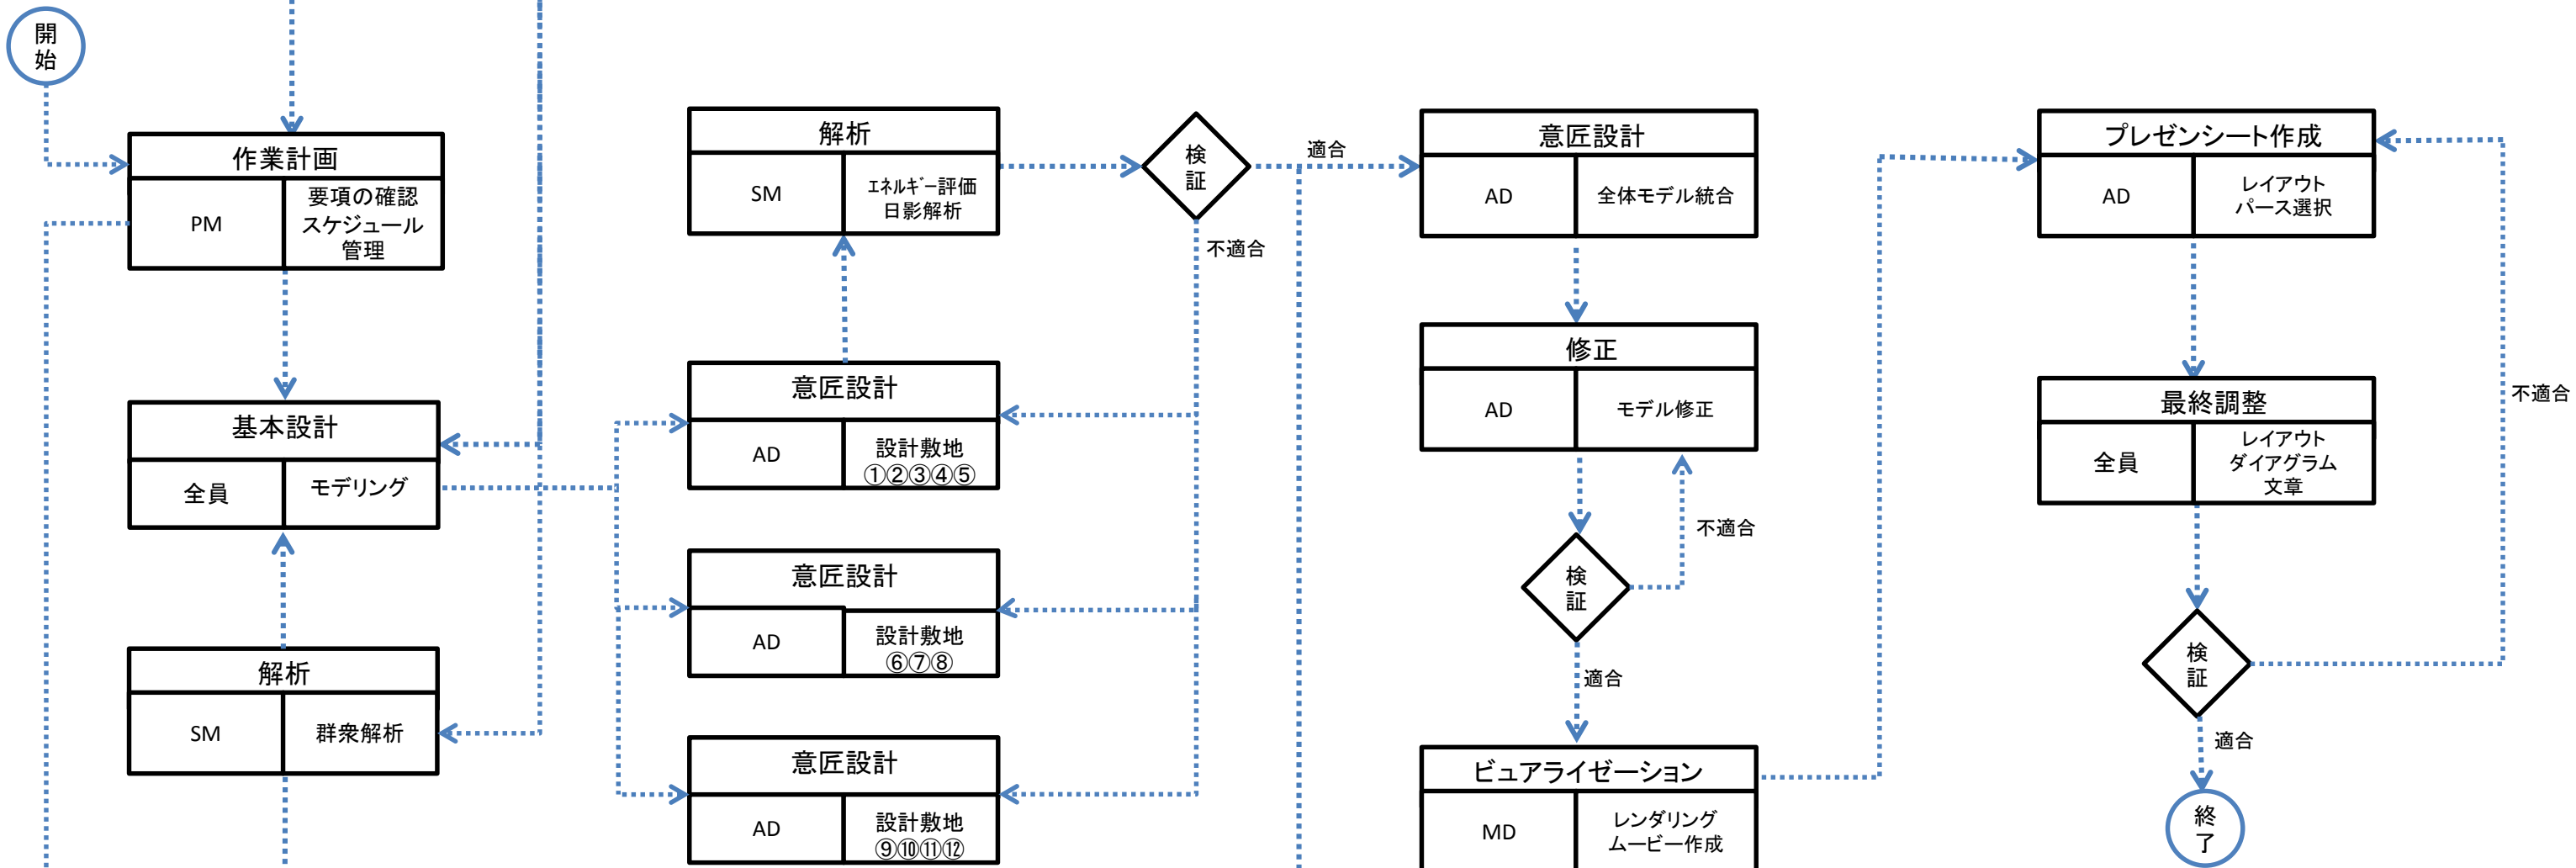 開
始
作業計画
PM
要項の確認
スケジュール
管理
基本設計
全員
モデリング
解析
SM
群衆解析
解析
SM
ｴﾈﾙｷﾞｰ評価
日影解析
意匠設計
AD
設計敷地
①②③④⑤
意匠設計
AD
設計敷地
⑥⑦⑧
意匠設計
AD
設計敷地
⑨⑩⑪⑫
検
証
適合
不適合
意匠設計
AD
全体モデル統合
修正
AD
モデル修正
検
証
不適合
適合
ビュアライゼーション
MD
レンダリング
ムービー作成
プレゼンシート作成
AD
レイアウト
パース選択
最終調整
全員
レイアウト
ダイアグラム
文章
検
証
不適合
適合
終
了